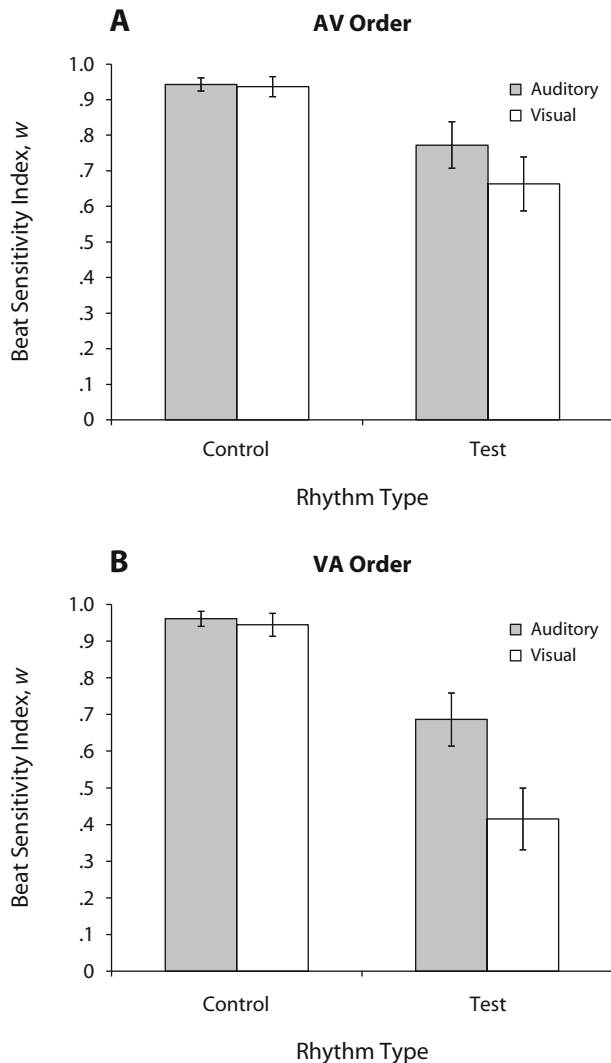 A
AV Order
Beat Sensitivity Index, w
1.0
.9
.8
.7
.6
.5
.4
.3
.2
.1
0
Auditory
Visual
Control
Test
Rhythm Type
B
VA Order
Beat Sensitivity Index, w
1.0
.9
.8
.7
.6
.5
.4
.3
.2
.1
0
Auditory
Visual
Control
Test
Rhythm Type